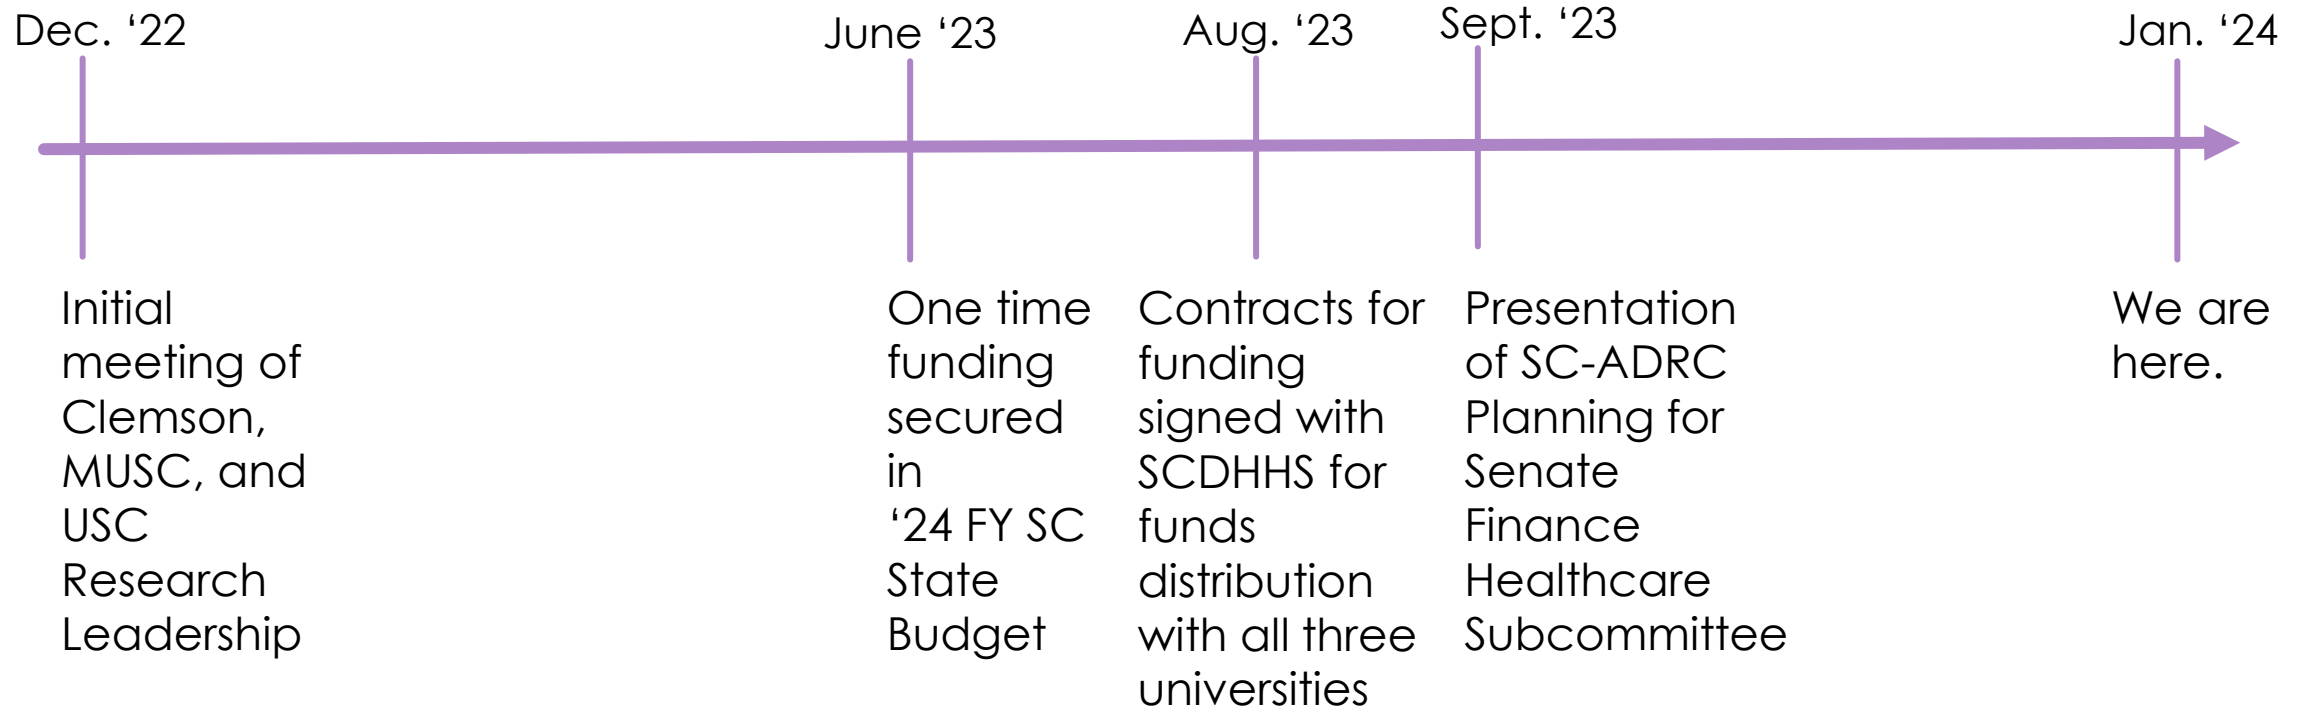 Dec. ‘22
June ‘23
Aug. ‘23
Sept. ‘23
Jan. ‘24
Initial
meeting of
Clemson,
MUSC, and
USC
Research
Leadership
One time
funding
secured
in
‘24 FY SC
State
Budget
Contracts for
funding
signed with
SCDHHS for
funds
distribution
with all three
universities
Presentation
of SC-ADRC
Planning for
Senate
Finance
Healthcare
Subcommittee
We are
here.